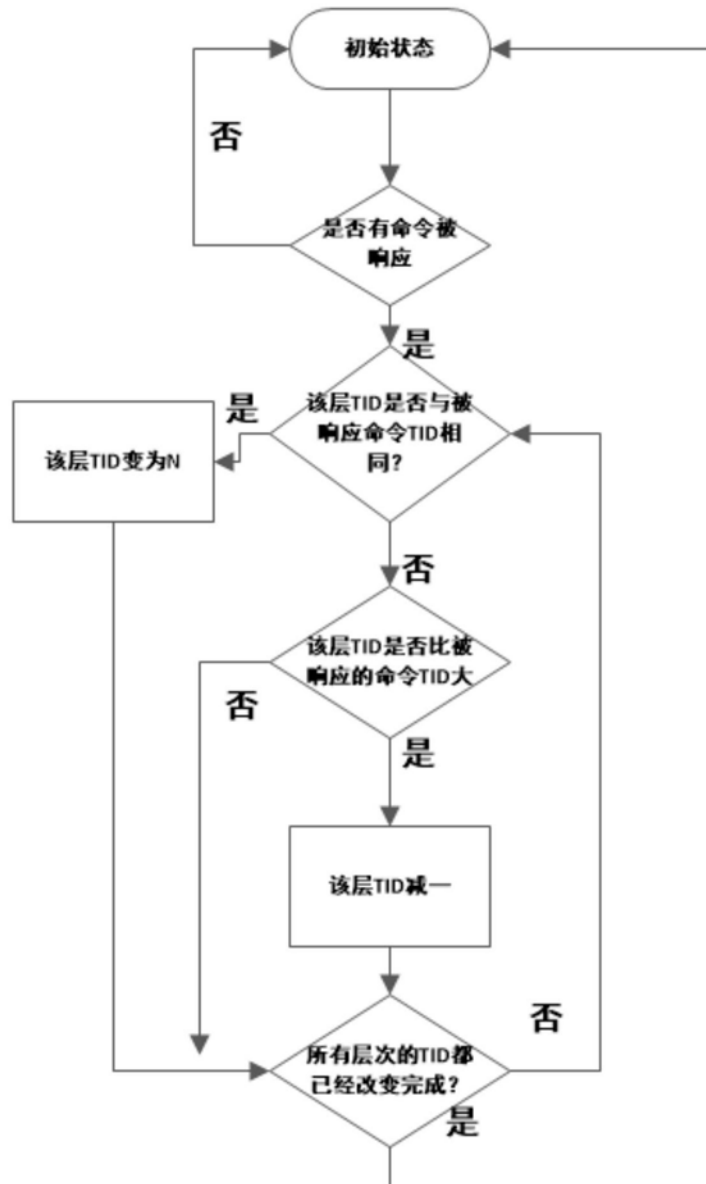 初始状态
否
是否有命令被
响应
是
该层TID是否与被
响应命令TID相
同?
是
该层TID变为N
否
该层TID是否比被
响应的命令TID大
否
是
该层TID减一
所有层次的TID都
已经改变完成?
否
是